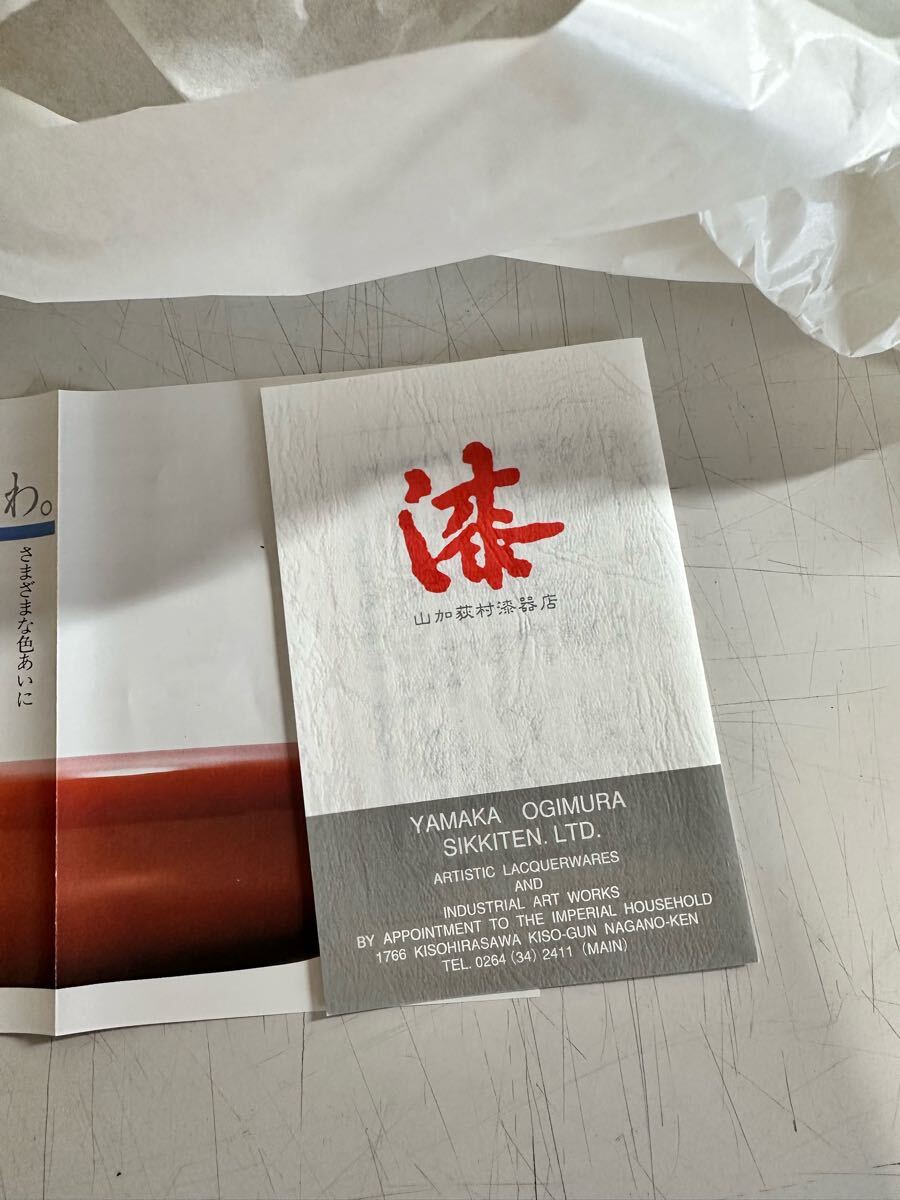 わ。
さまざまな色あいに
漆
山加荻村漆器店
YAMAKA OGIMURA
SIKKITEN. LTD.
ARTISTIC LACQUERWARES
AND
INDUSTRIAL ART WORKS
BY APPOINTMENT TO THE IMPERIAL HOUSEHOLD
1766 KISOHIRASAWA KISO-GUN NAGANO-KEN
TEL. 0264 (34) 2411 (MAIN)